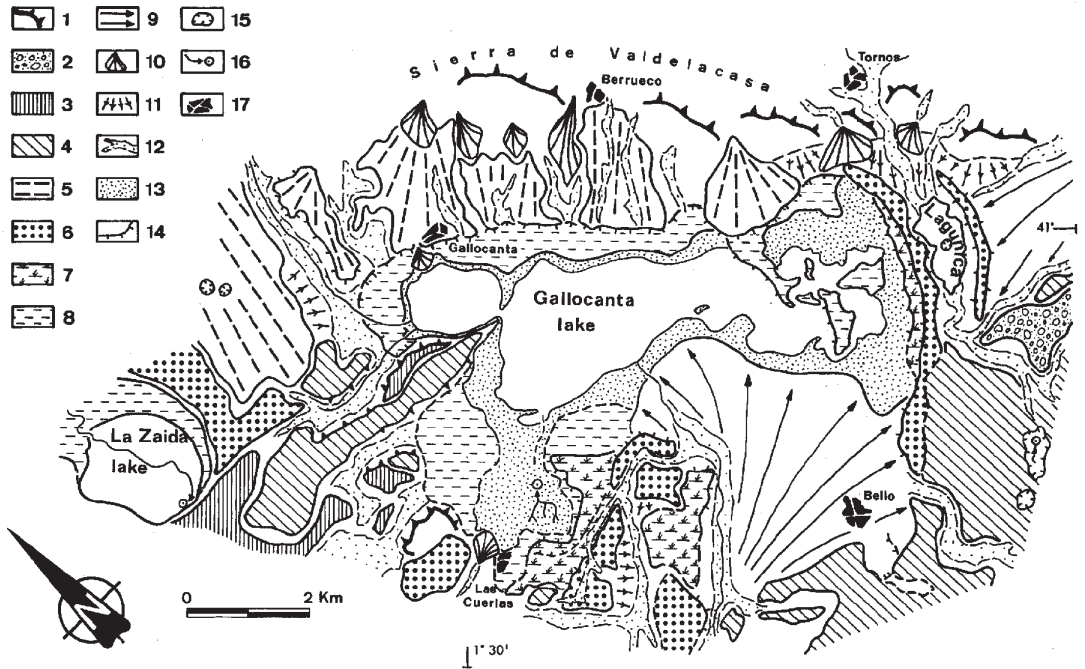 1
2
3
4
5
6
7
8
9
10
11
12
13
14
15
16
17
Sierra de Valdelacasa
Berrueco
Tornos
Lagunica
41°
Gallocanta
Gallocanta
lake
La Zaida
lake
Bello
Las
Cuerlas
0 2 Km
1° 30'